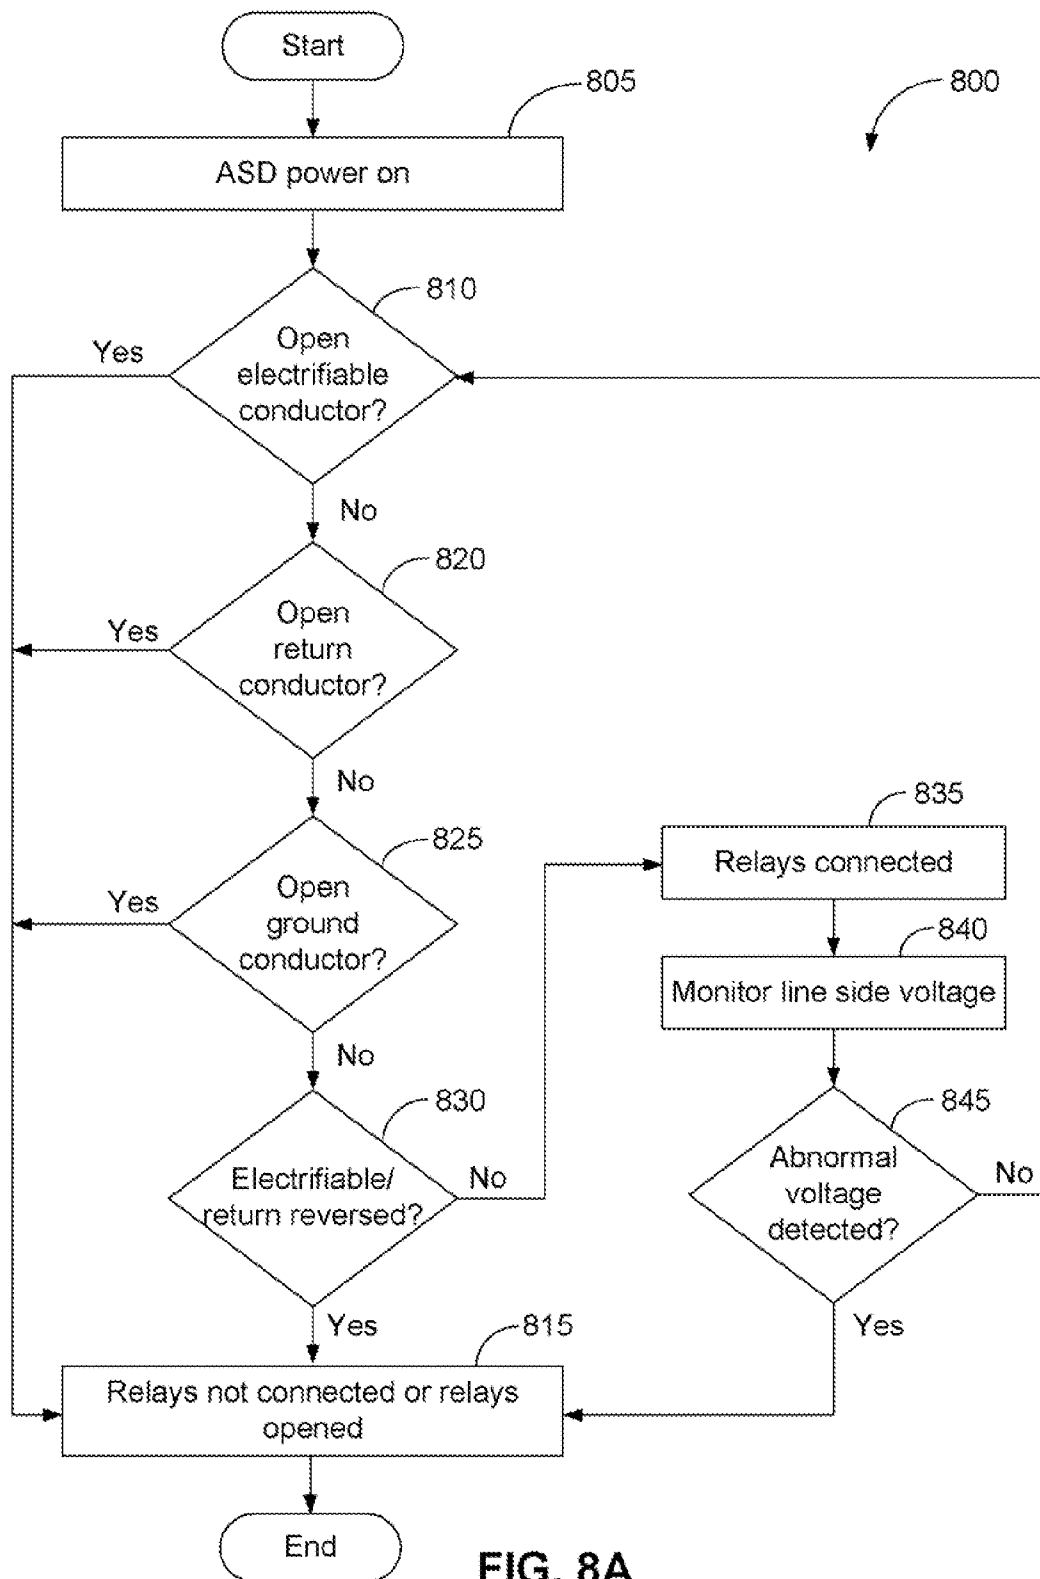 Start
805
800
ASD power on
810
Yes
Open
electrifiable
conductor?
No
820
Yes
Open
return
conductor?
No
825
Yes
Open
ground
conductor?
No
835
Relays connected
840
Monitor line side voltage
830
Electrifiable/
return reversed?
No
845
Abnormal
voltage
detected?
No
Yes
Yes
815
Relays not connected or relays
opened
End
FIG. 8A